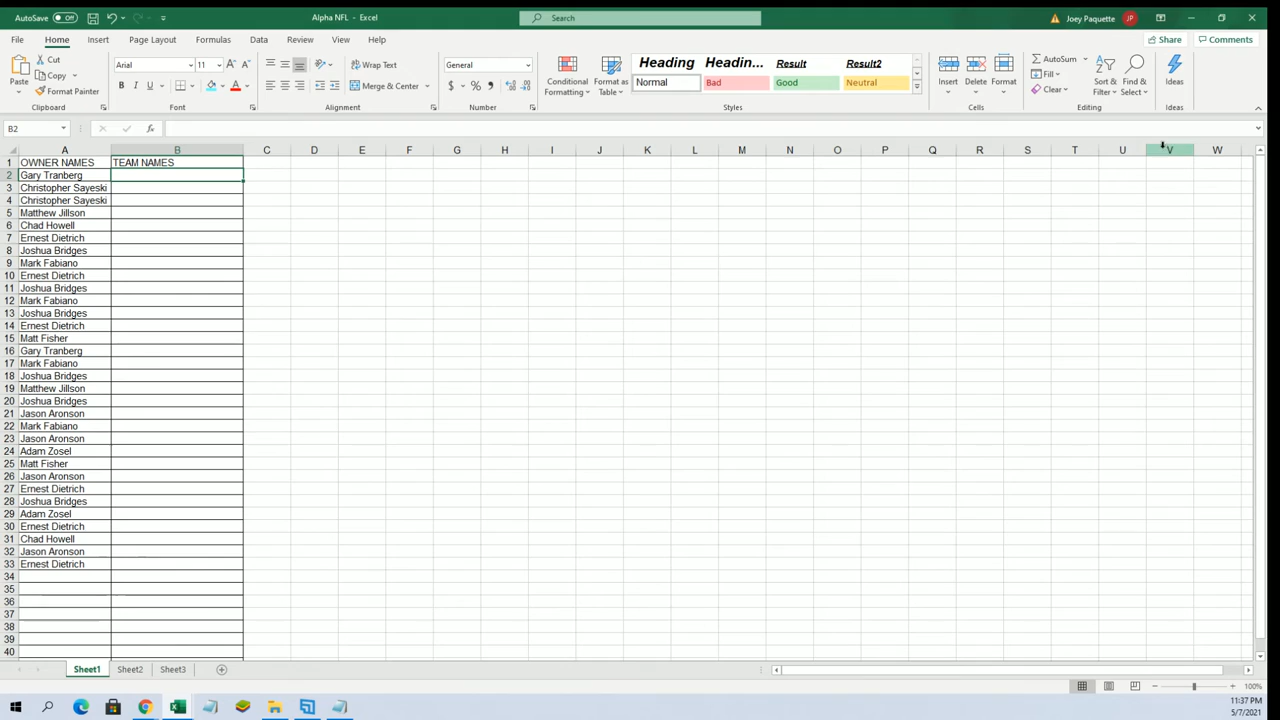 AutoSave Off
Alpha NFL - Excel
Search
Joey Paquette JP
File Home Insert Page Layout Formulas Data Review View Help
Share Comments
Paste
Cut
Copy
Format Painter
Clipboard
Arial 11
B I U
Font
Wrap Text
Merge & Center
Alignment
General
$ % 9
Number
Conditional Formatting
Format as Table
Heading Headin... Result Result2
Normal Bad Good Neutral
Styles
Insert Delete Format
Cells
AutoSum
Fill
Clear
Sort & Filter
Find & Select
Editing
Ideas
Ideas
B2 fx
A B C D E F G H I J K L M N O P Q R S T U V W
1 OWNER NAMES TEAM NAMES
2 Gary Tranberg
3 Christopher Sayeski
4 Christopher Sayeski
5 Matthew Jillson
6 Chad Howell
7 Ernest Dietrich
8 Joshua Bridges
9 Mark Fabiano
10 Ernest Dietrich
11 Joshua Bridges
12 Mark Fabiano
13 Joshua Bridges
14 Ernest Dietrich
15 Matt Fisher
16 Gary Tranberg
17 Mark Fabiano
18 Joshua Bridges
19 Matthew Jillson
20 Joshua Bridges
21 Jason Aronson
22 Mark Fabiano
23 Jason Aronson
24 Adam Zosel
25 Matt Fisher
26 Jason Aronson
27 Ernest Dietrich
28 Joshua Bridges
29 Adam Zosel
30 Ernest Dietrich
31 Chad Howell
32 Jason Aronson
33 Ernest Dietrich
34
35
36
37
38
39
40
Sheet1 Sheet2 Sheet3
100%
11:37 PM
5/7/2021